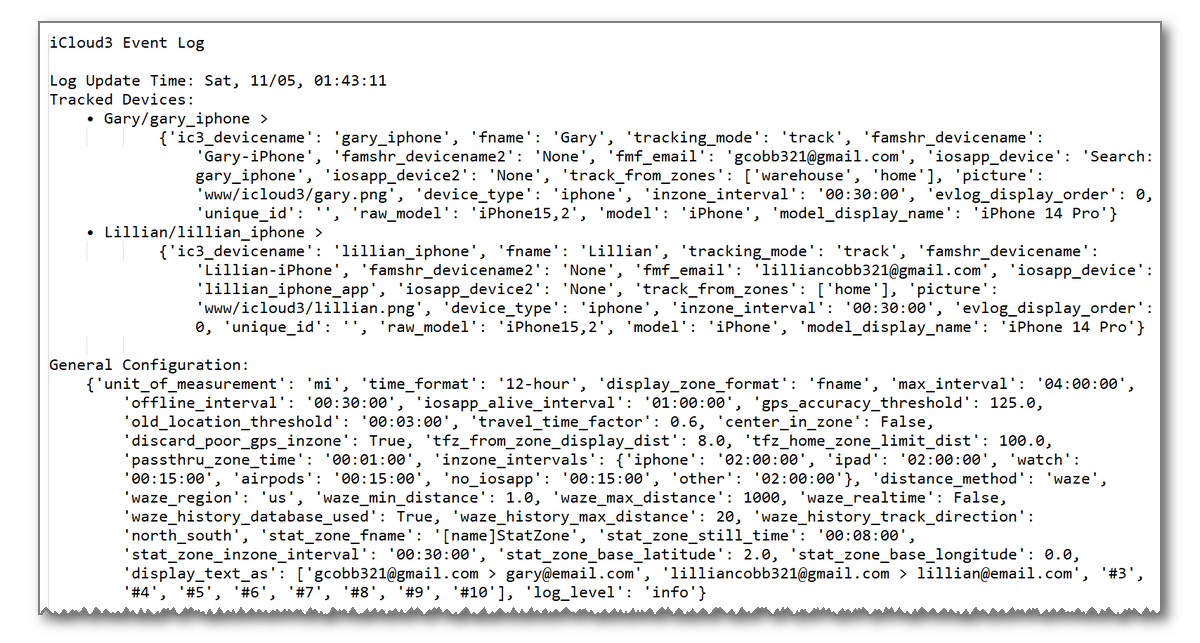 iCloud3 Event Log
Log Update Time: Sat, 11/05, 01:43:11
Tracked Devices:
• Gary/gary_iphone >
{'ic3_devicename': 'gary_iphone', 'fname': 'Gary', 'tracking_mode': 'track', 'famshr_devicename':
'Gary-iPhone', 'famshr_devicename2': 'None', 'fmf_email': 'gcobb321@gmail.com', 'iosapp_device': 'Search:
gary_iphone', 'iosapp_device2': 'None', 'track_from_zones': ['warehouse', 'home'], 'picture':
'www/icloud3/gary.png', 'device_type': 'iphone', 'inzone_interval': '00:30:00', 'evlog_display_order': 0,
'unique_id': '', 'raw_model': 'iPhone15,2', 'model': 'iPhone', 'model_display_name': 'iPhone 14 Pro'}
• Lillian/lillian_iphone >
{'ic3_devicename': 'lillian_iphone', 'fname': 'Lillian', 'tracking_mode': 'track', 'famshr_devicename':
'Lillian-iPhone', 'famshr_devicename2': 'None', 'fmf_email': 'lilliancobb321@gmail.com', 'iosapp_device':
'lillian_iphone_app', 'iosapp_device2': 'None', 'track_from_zones': ['home'], 'picture':
'www/icloud3/lillian.png', 'device_type': 'iphone', 'inzone_interval': '00:30:00', 'evlog_display_order':
0, 'unique_id': '', 'raw_model': 'iPhone15,2', 'model': 'iPhone', 'model_display_name': 'iPhone 14 Pro'}
General Configuration:
{'unit_of_measurement': 'mi', 'time_format': '12-hour', 'display_zone_format': 'fname', 'max_interval': '04:00:00',
'offline_interval': '00:30:00', 'iosapp_alive_interval': '01:00:00', 'gps_accuracy_threshold': 125.0,
'old_location_threshold': '00:03:00', 'travel_time_factor': 0.6, 'center_in_zone': False,
'discard_poor_gps_inzone': True, 'tfz_from_zone_display_dist': 8.0, 'tfz_home_zone_limit_dist': 100.0,
'passthru_zone_time': '00:01:00', 'inzone_intervals': {'iphone': '02:00:00', 'ipad': '02:00:00', 'watch':
'00:15:00', 'airpods': '00:15:00', 'no_iosapp': '00:15:00', 'other': '02:00:00'}, 'distance_method': 'waze',
'waze_region': 'us', 'waze_min_distance': 1.0, 'waze_max_distance': 1000, 'waze_realtime': False,
'waze_history_database_used': True, 'waze_history_max_distance': 20, 'waze_history_track_direction':
'north_south', 'stat_zone_fname': '[name]StatZone', 'stat_zone_still_time': '00:08:00',
'stat_zone_inzone_interval': '00:30:00', 'stat_zone_base_latitude': 2.0, 'stat_zone_base_longitude': 0.0,
'display_text_as': ['gcobb321@gmail.com > gary@email.com', 'lilliancobb321@gmail.com > lillian@email.com', '#3',
'#4', '#5', '#6', '#7', '#8', '#9', '#10'], 'log_level': 'info'}